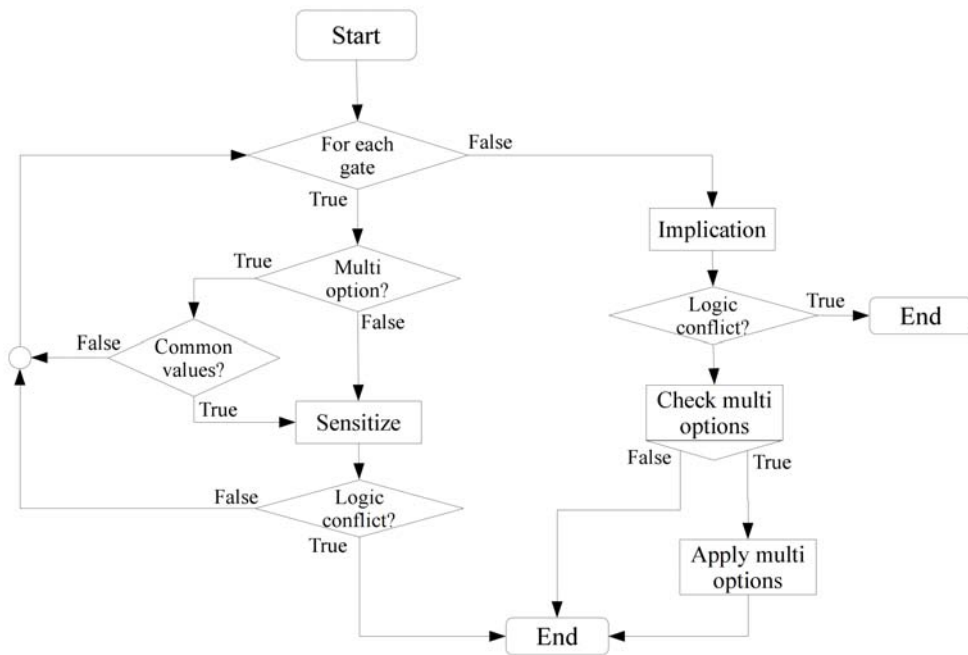 Start
For each
gate
False
True
Implication
True
Multi
option?
False
Logic
conflict?
True
End
False
Common
values?
True
Sensitize
Check multi
options
False
True
False
Logic
conflict?
True
Apply multi
options
End